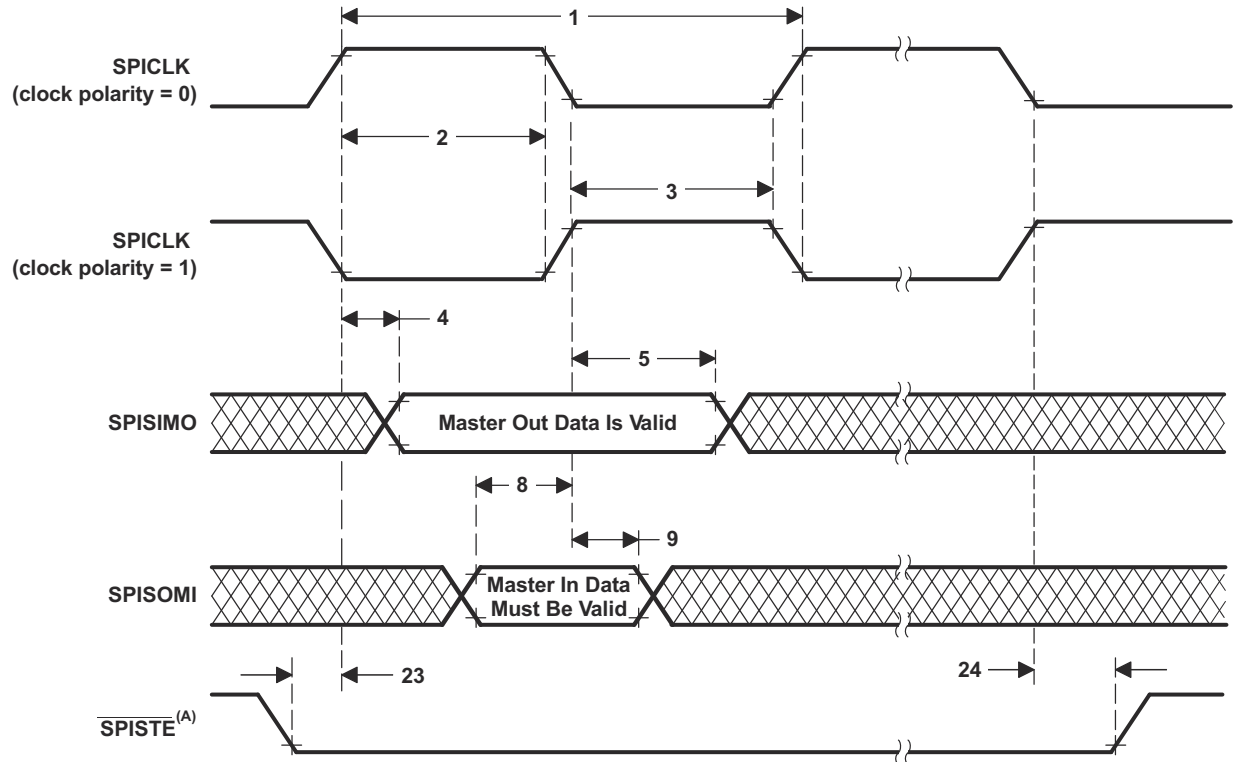 1
SPICLK
(clock polarity = 0)
2
3
SPICLK
(clock polarity = 1)
4
5
SPISIMO
Master Out Data Is Valid
8
9
SPISOMI
Master In Data
Must Be Valid
23
24
SPISTE(A)